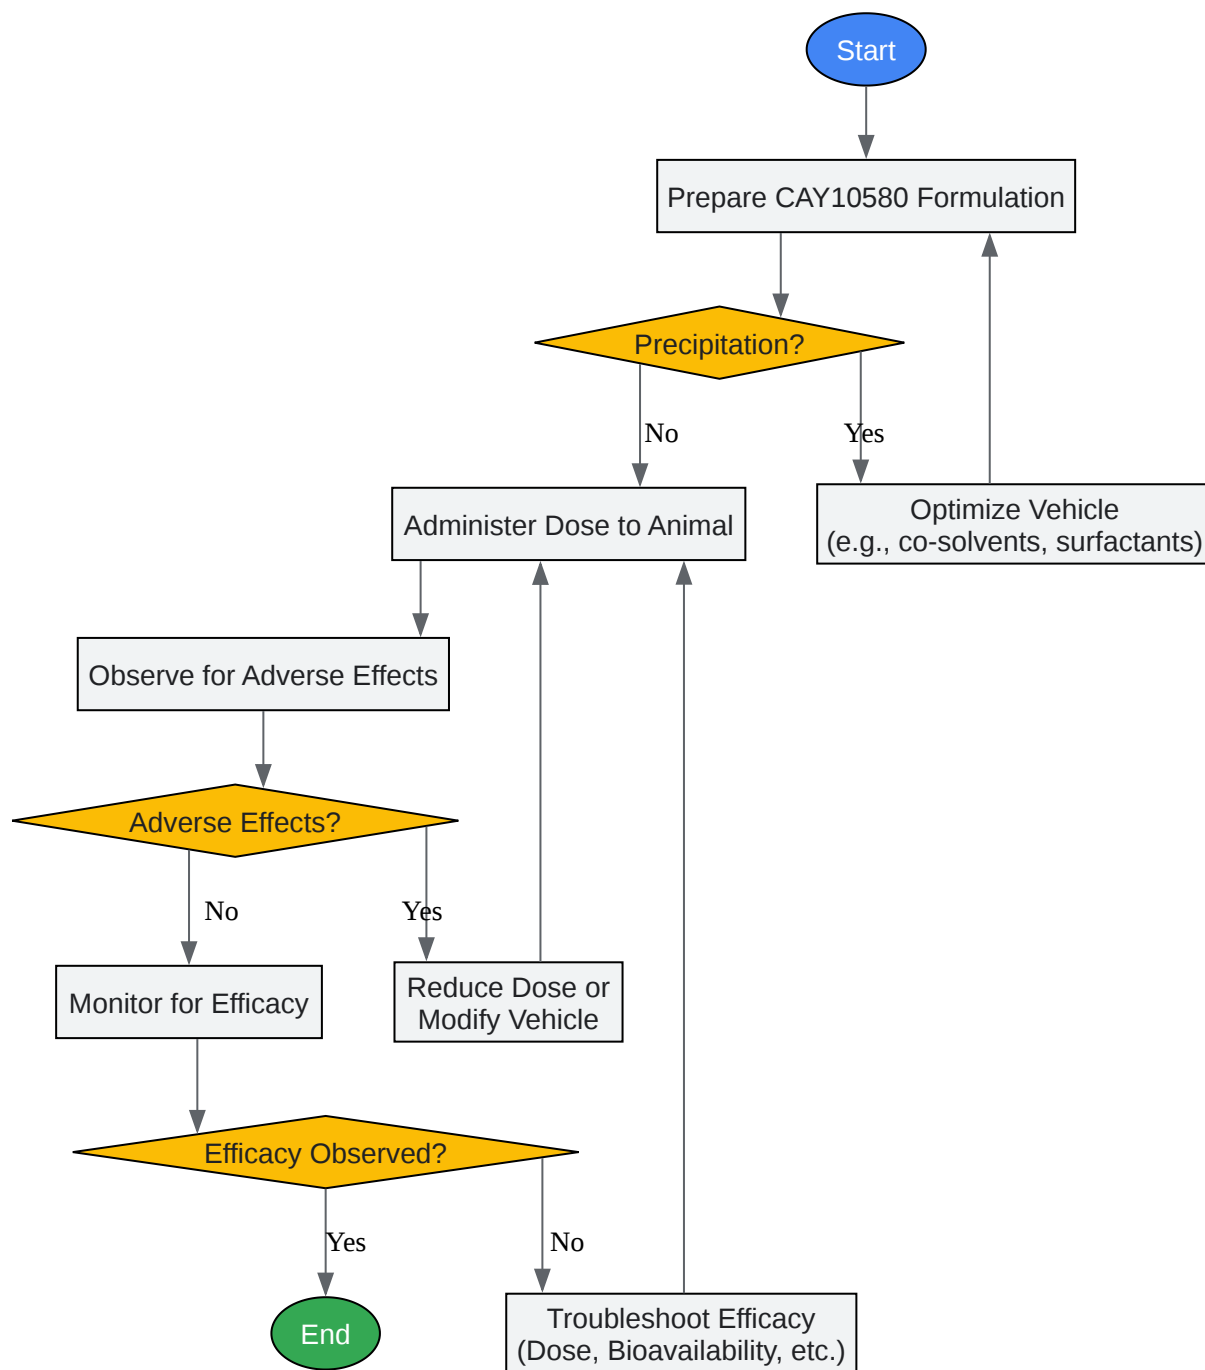 Start
Prepare CAY10580 Formulation
Precipitation?
No
Yes
Administer Dose to Animal
Optimize Vehicle
(e.g., co-solvents, surfactants)
Observe for Adverse Effects
Adverse Effects?
No
Yes
Monitor for Efficacy
Reduce Dose or
Modify Vehicle
Efficacy Observed?
Yes
No
End
Troubleshoot Efficacy
(Dose, Bioavailability, etc.)